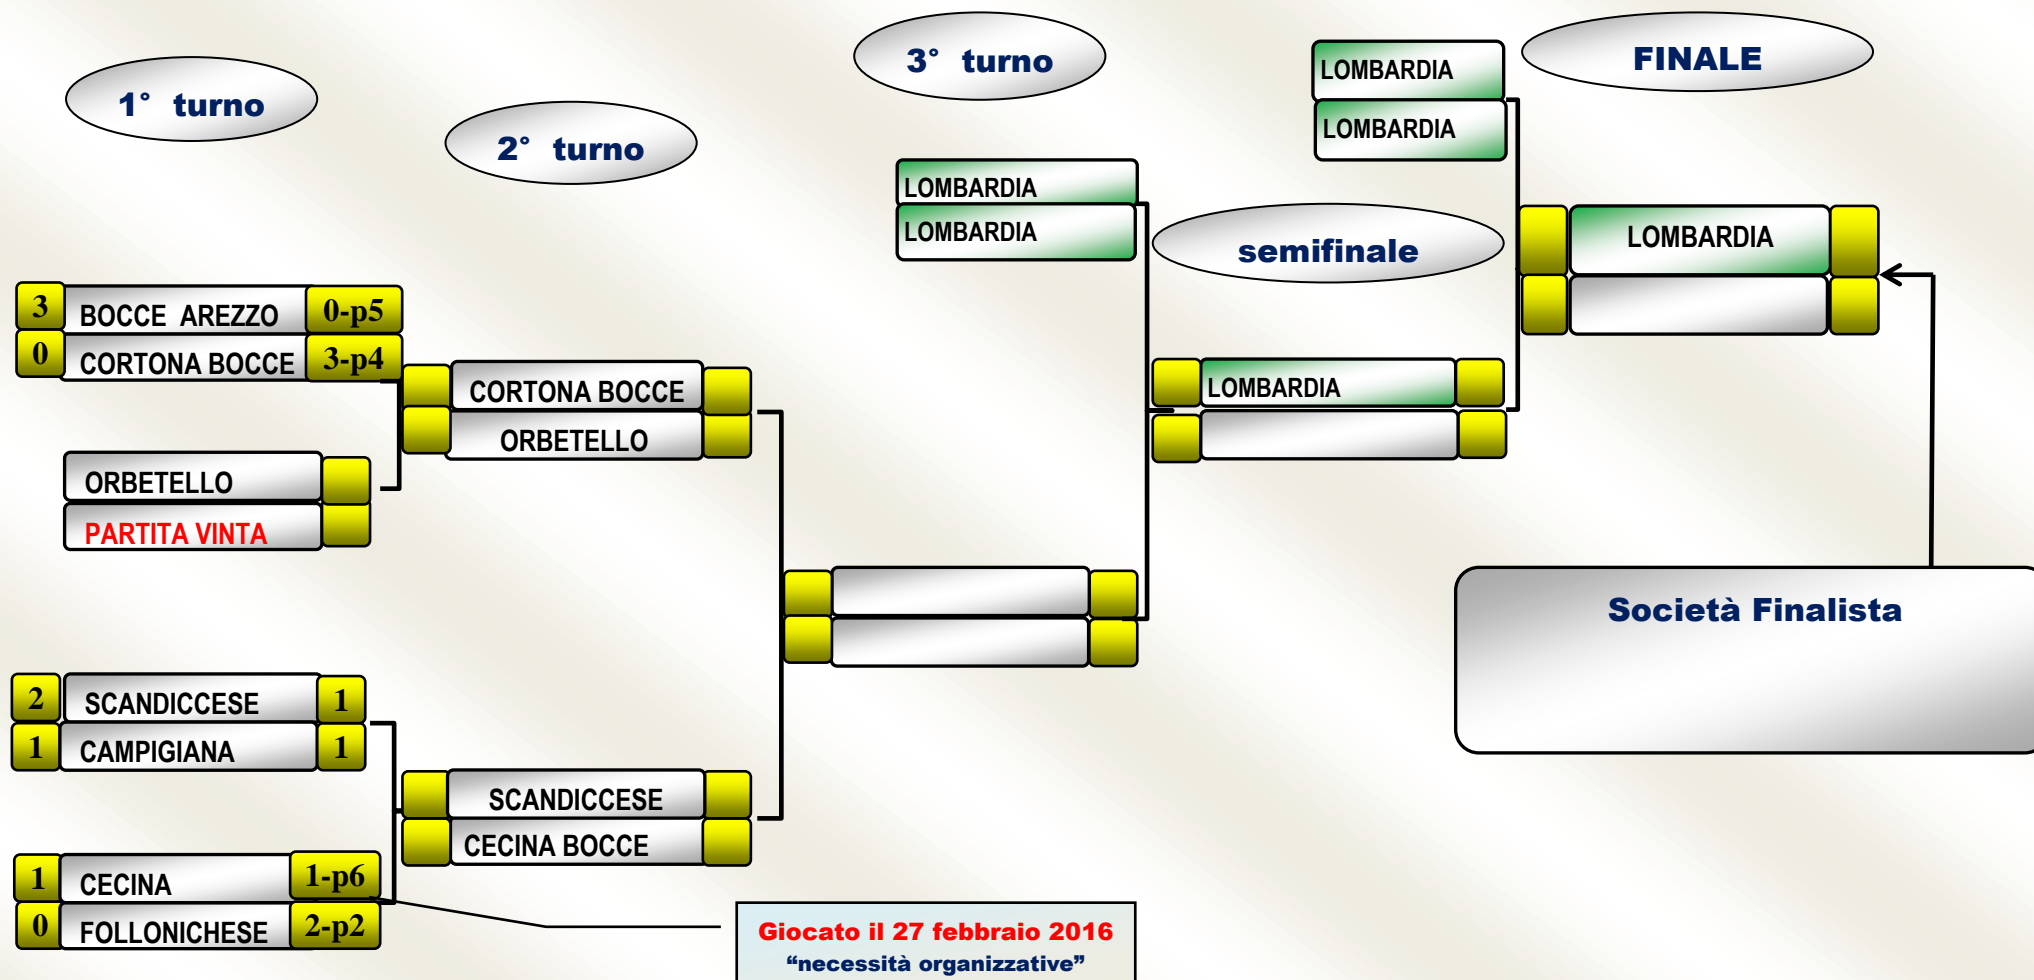 1° turno
2° turno
3° turno
semifinale
FINALE
LOMBARDIA
LOMBARDIA
LOMBARDIA
LOMBARDIA
LOMBARDIA
LOMBARDIA
3 BOCCE AREZZO 0-p5
0 CORTONA BOCCE 3-p4
ORBETELLO
PARTITA VINTA
CORTONA BOCCE
ORBETELLO
2 SCANDICCESE 1
1 CAMPIGIANA 1
SCANDICCESE
CECINA BOCCE
1 CECINA 1-p6
0 FOLLONICHESE 2-p2
Giocato il 27 febbraio 2016
“necessità organizzative”
Società Finalista